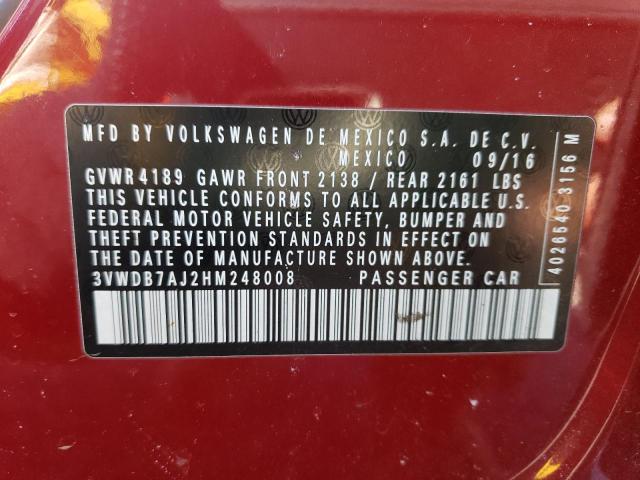 MFD BY VOLKSWAGEN DE MEXICO S.A. DE C.V.
MEXICO 09/16
GVWR 4189 GAWR FRONT 2138 / REAR 2161 LBS
THIS VEHICLE CONFORMS TO ALL APPLICABLE U.S.
FEDERAL MOTOR VEHICLE SAFETY, BUMPER AND
THEFT PREVENTION STANDARDS IN EFFECT ON
THE DATE OF MANUFACTURE SHOWN ABOVE.
3VWDB7AJ2HM248008 PASSENGER CAR
4026540 3156 M